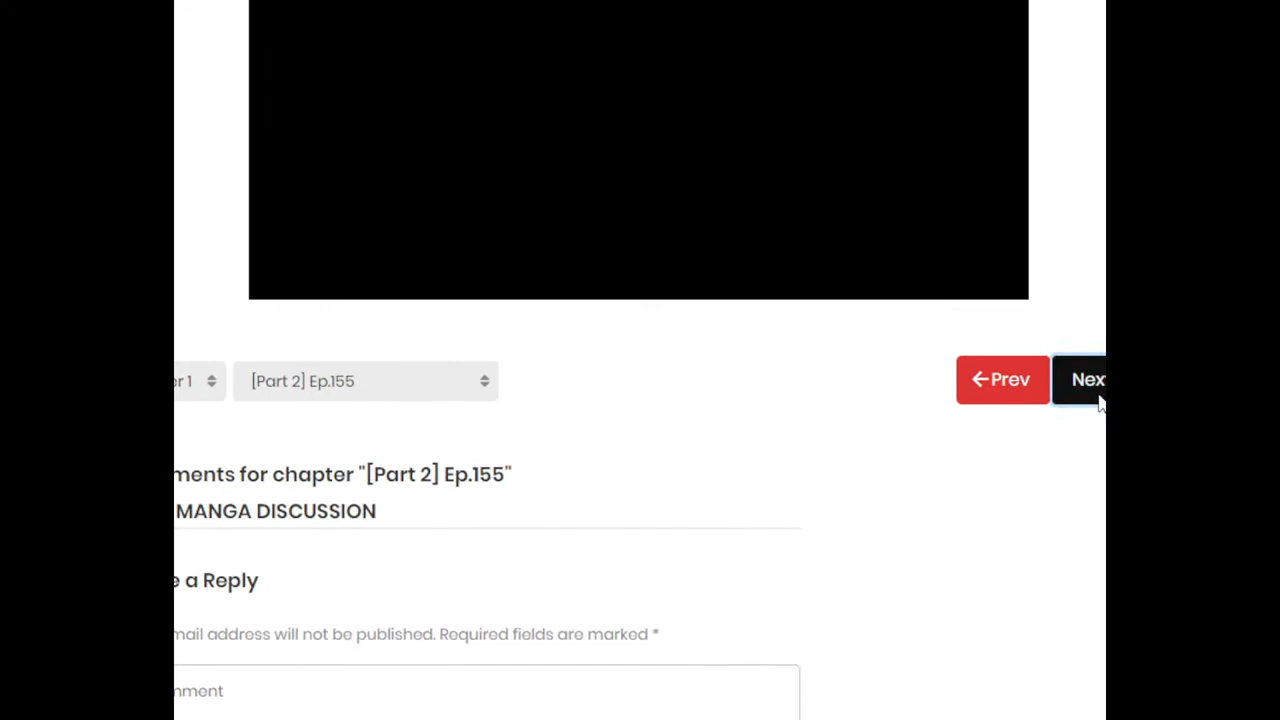 er 1 [Part 2] Ep.155 Prev Nex
ments for chapter "[Part 2] Ep.155"
MANGA DISCUSSION
e a Reply
mail address will not be published. Required fields are marked *
mment